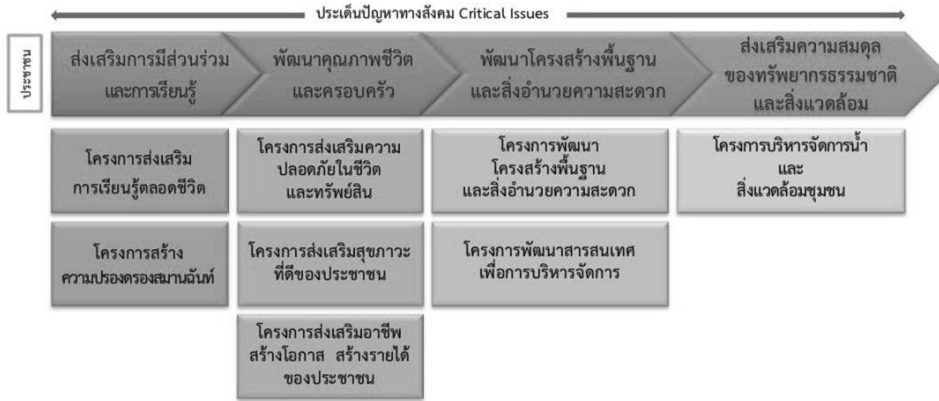 ประเด็นปัญหาทางสังคม Critical Issues
ประชาชน
ส่งเสริมการมีส่วนร่วม
และการเรียนรู้
พัฒนาคุณภาพชีวิต
และครอบครัว
พัฒนาโครงสร้างพื้นฐาน
และสิ่งอำนวยความสะดวก
ส่งเสริมความสมดุล
ของทรัพยากรธรรมชาติ
และสิ่งแวดล้อม
โครงการส่งเสริม
การเรียนรู้ตลอดชีวิต
โครงการส่งเสริมความ
ปลอดภัยในชีวิต
และทรัพย์สิน
โครงการพัฒนา
โครงสร้างพื้นฐาน
และสิ่งอำนวยความสะดวก
โครงการบริหารจัดการน้ำ
และ
สิ่งแวดล้อมชุมชน
โครงการสร้าง
ความปรองดรองสมานฉันท์
โครงการส่งเสริมสุขภาวะ
ที่ดีของประชาชน
โครงการพัฒนาสารสนเทศ
เพื่อการบริหารจัดการ
โครงการส่งเสริมอาชีพ
สร้างโอกาส สร้างรายได้
ของประชาชน